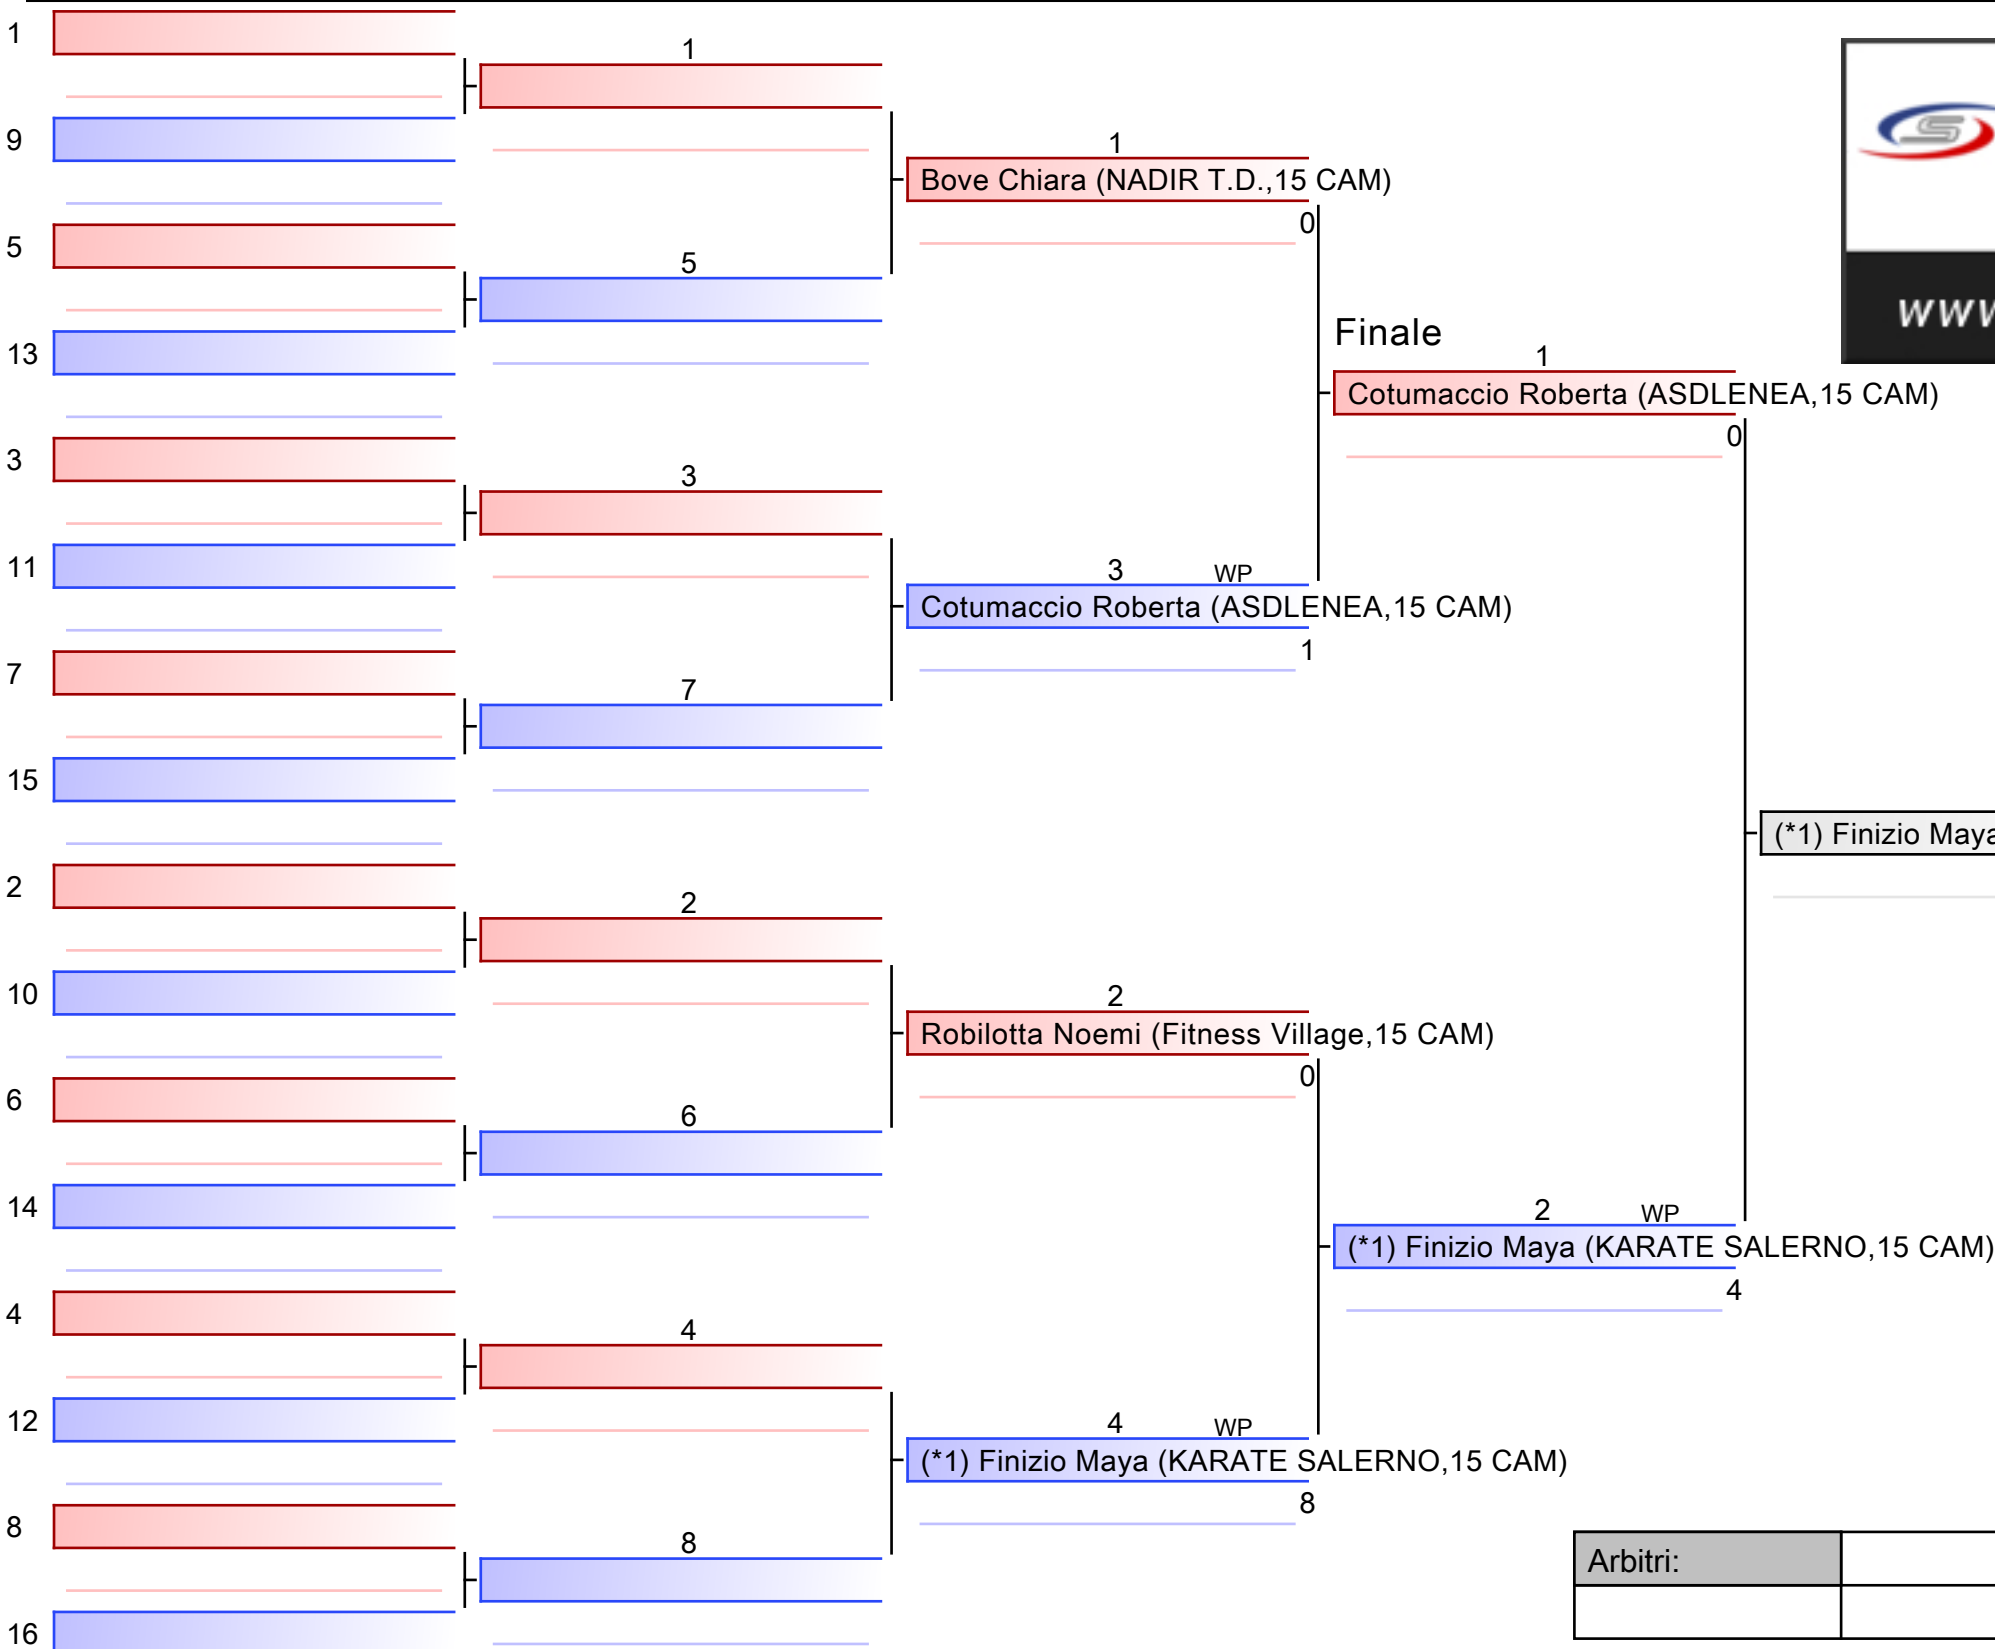 1
9
5
13
3
11
7
15
2
10
6
14
4
12
8
16
1
5
3
7
2
6
4
8
1
Bove Chiara (NADIR T.D.,15 CAM)
0
3 WP
Cotumaccio Roberta (ASDLENEA,15 CAM)
1
2
Robilotta Noemi (Fitness Village,15 CAM)
0
4 WP
(*1) Finizio Maya (KARATE SALERNO,15 CAM)
8
Finale
1
Cotumaccio Roberta (ASDLENEA,15 CAM)
0
2 WP
(*1) Finizio Maya (KARATE SALERNO,15 CAM)
4
(*1) Finizio Maya
S
Arbitri: